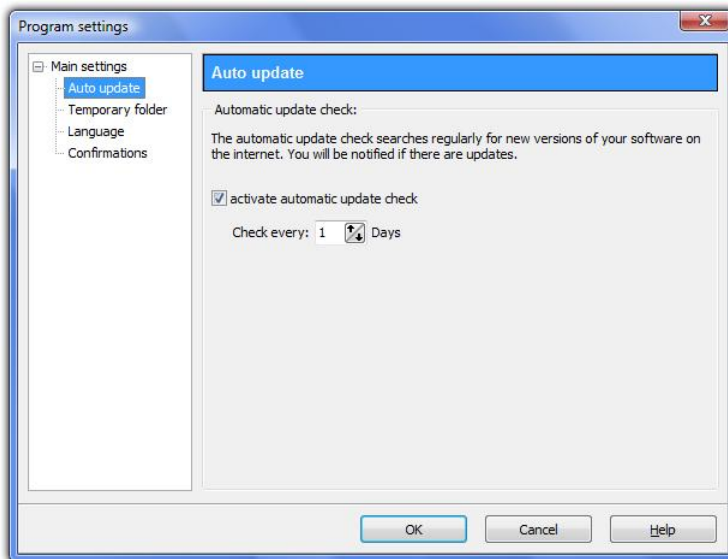 Program settings
Main settings
Auto update
Temporary folder
Language
Confirmations
Auto update
Automatic update check:
The automatic update check searches regularly for new versions of your software on
the internet. You will be notified if there are updates.
activate automatic update check
Check every: 1 Days
OK Cancel Help